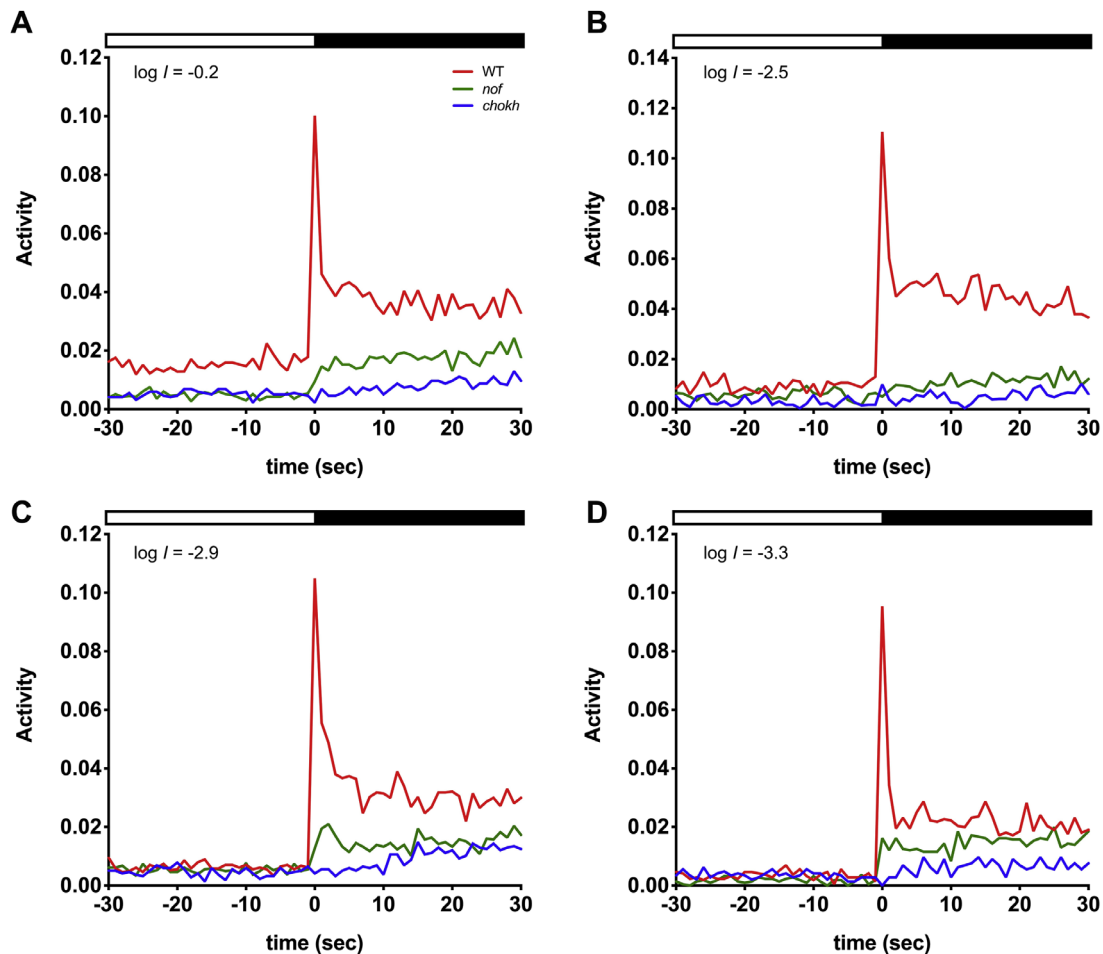 A
log I = -0.2
WT
nof
chokh
0.12
0.10
0.08
0.06
0.04
0.02
0.00
Activity
-30 -20 -10 0 10 20 30
time (sec)
B
log I = -2.5
0.14
0.12
0.10
0.08
0.06
0.04
0.02
0.00
Activity
-30 -20 -10 0 10 20 30
time (sec)
C
log I = -2.9
0.12
0.10
0.08
0.06
0.04
0.02
0.00
Activity
-30 -20 -10 0 10 20 30
time (sec)
D
log I = -3.3
0.12
0.10
0.08
0.06
0.04
0.02
0.00
Activity
-30 -20 -10 0 10 20 30
time (sec)